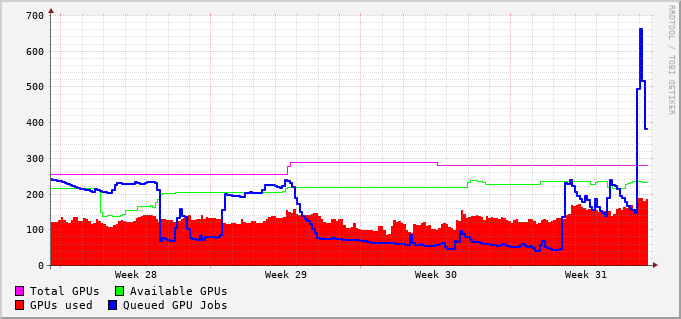 700
600
500
400
300
200
100
0
Week 28 Week 29 Week 30 Week 31
Total GPUs Available GPUs
GPUs used Queued GPU Jobs
RRDTOOL / TOBI OETIKER